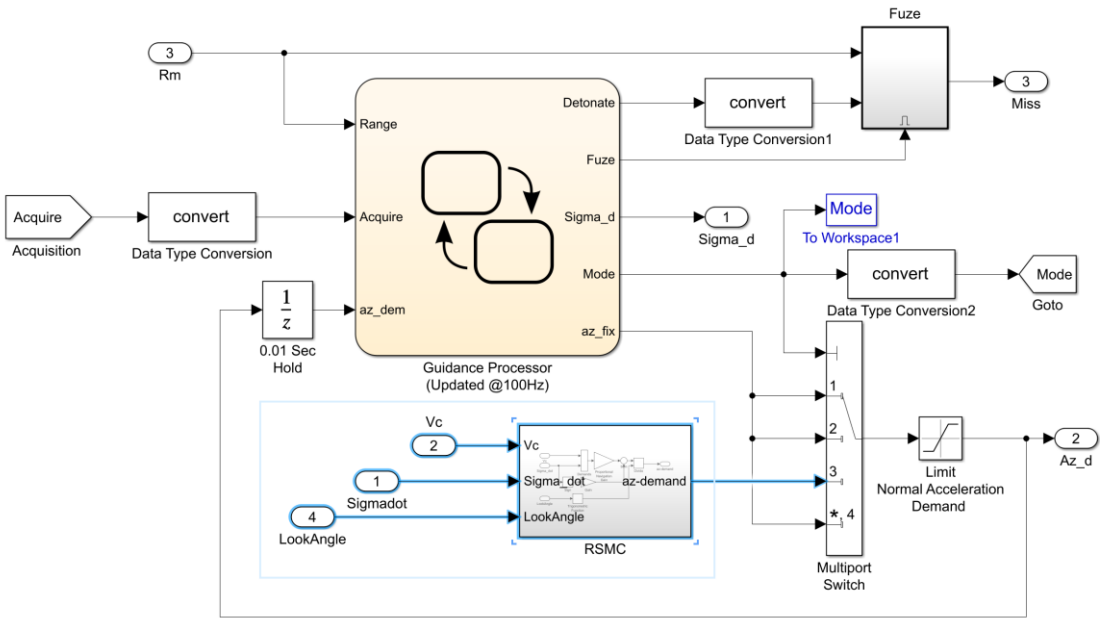 Fuze
3
Rm
3
Miss
Detonate
convert
Data Type Conversion1
Range
Fuze
Acquire
Acquisition
convert
Data Type Conversion
Acquire
Sigma_d
1
Sigma_d
Mode
To Workspace1
Mode
convert
Data Type Conversion2
Mode
Goto
1
z
0.01 Sec
Hold
az_dem
az_fix
Guidance Processor
(Updated @100Hz)
Vc
2
Vc
1
Sigmadot
Sigma_dot
az-demand
4
LookAngle
LookAngle
RSMC
1
2
3
*, 4
Multiport
Switch
Limit
Normal Acceleration
Demand
2
Az_d